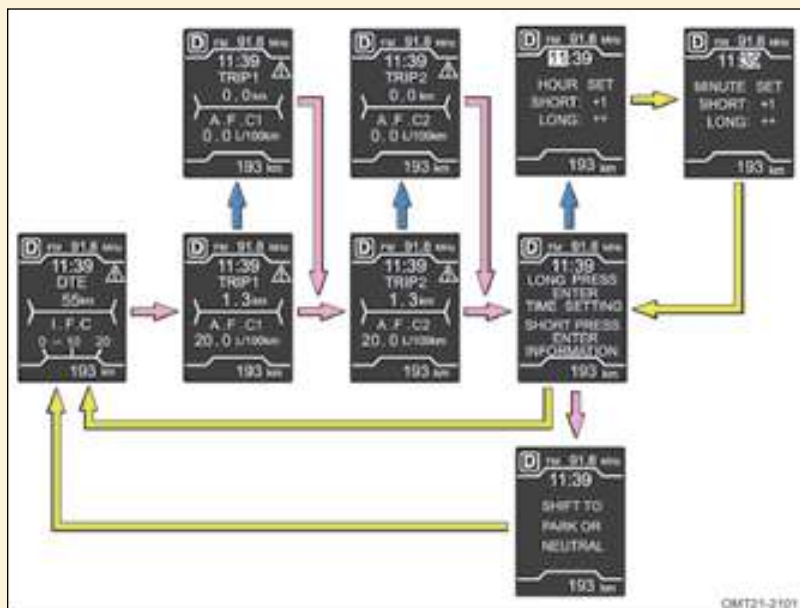 D FM 91.8 MHz
11:39
TRIP1
0.0km
A.F.C1
0.0 L/100km
193 km
D FM 91.8 MHz
11:39
TRIP2
0.0km
A.F.C2
0.0 L/100km
193 km
D FM 91.8 MHz
11:39
HOUR SET
SHORT: +1
LONG: ++
193 km
D FM 91.8 MHz
11:39
MINUTE SET
SHORT: +1
LONG: ++
193 km
D FM 91.8 MHz
11:39
DTE
55km
I.F.C
0 10 20
193 km
D FM 91.8 MHz
11:39
TRIP1
1.3km
A.F.C1
20.0 L/100km
193 km
D FM 91.8 MHz
11:39
TRIP2
1.3km
A.F.C2
20.0 L/100km
193 km
D FM 91.8 MHz
11:39
LONG PRESS
ENTER
TIME SETTING
SHORT PRESS
ENTER
INFORMATION
193 km
D FM 91.8 MHz
11:39
SHIFT TO
PARK OR
NEUTRAL
193 km
OMT21-2101